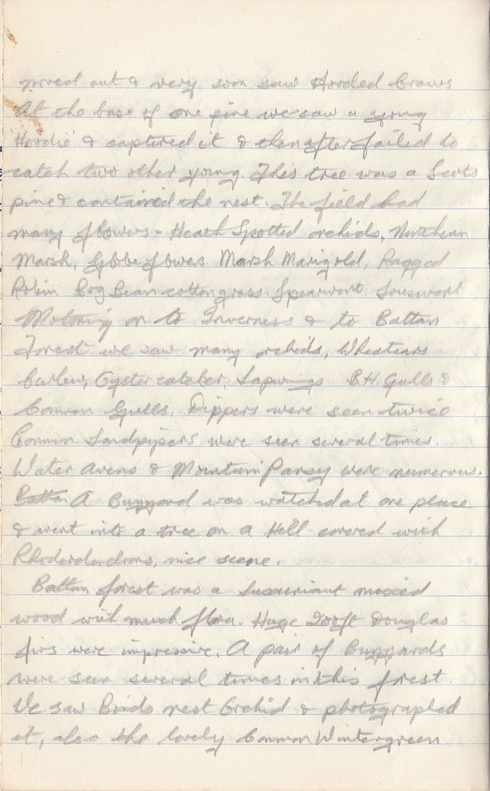 moved out & very soon saw Hooded Crows
At the base of one pine we saw a young
'Hoodie' & captured it & then after failed to
catch two other young. This tree was a Scots
pine & contained the nest. The field had
many flowers - Heath Spotted orchids, Northern
Marsh, Globe flower Marsh Marigold, Ragged
Robin Bog Bean cotton grass Spearwort Lousewort
Motoring on to Inverness & to Battan
Forest we saw many orchids, Wheatears
Curlew, Oystercatcher, Lapwings B.H. Gulls &
Common Gulls. Dippers were seen twice
Common Sandpipers were seen several times.
Water Avens & Mountain Pansy were numerous.
A Buzzard was watched at one place
& went into a tree on a Hill covered with
Rhododendrons, nice scene.
Battan forest was a luxuriant mixed
wood with much flora. Huge 200ft Douglas
firs were impressive. A pair of Buzzards
were seen several times in this forest.
We saw Birds nest Orchid & photographed
it, also the lovely Common Wintergreen